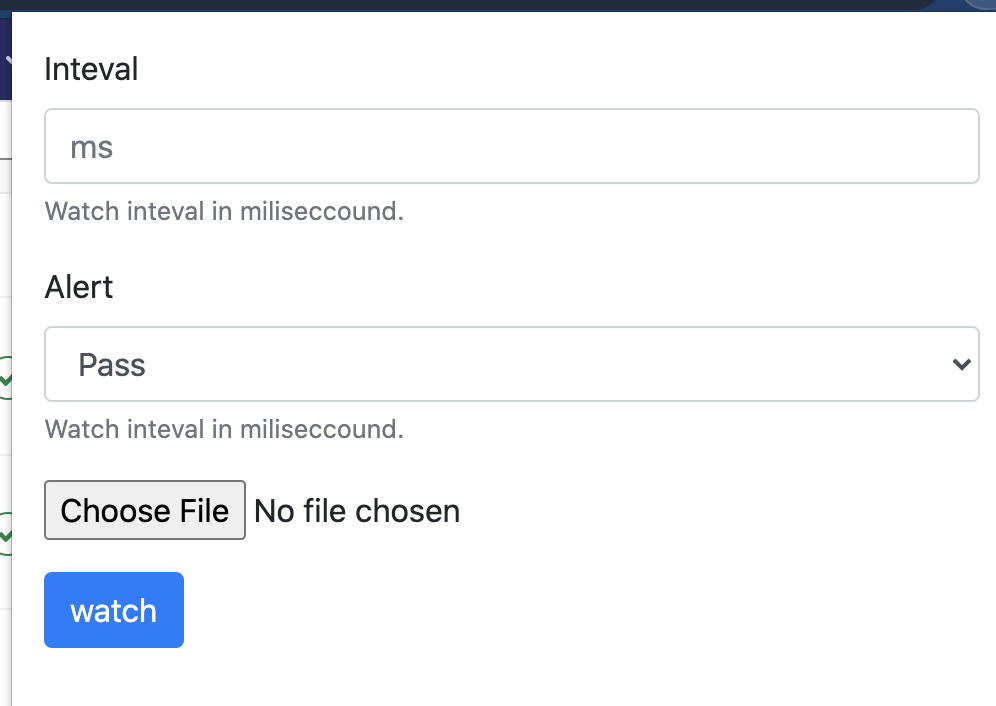 Inteval
ms
Watch inteval in miliseccound.
Alert
Pass
Watch inteval in miliseccound.
Choose File No file chosen
watch